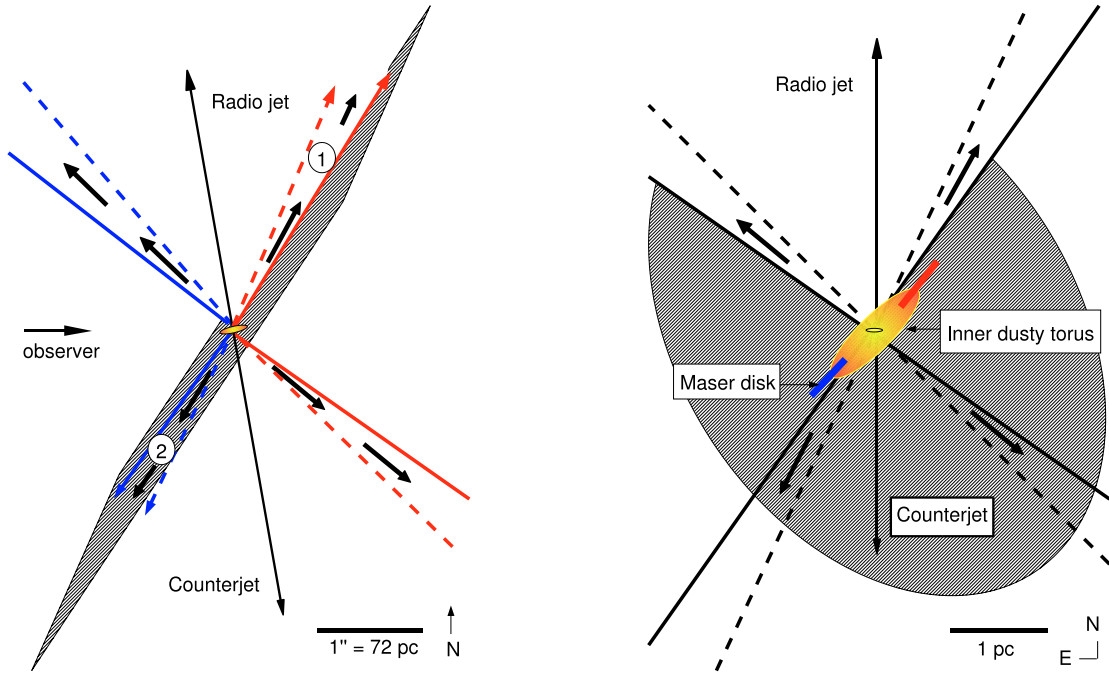 Radio jet
1
observer
2
Counterjet
1" = 72 pc
N
Radio jet
Inner dusty torus
Maser disk
Counterjet
1 pc
N
E